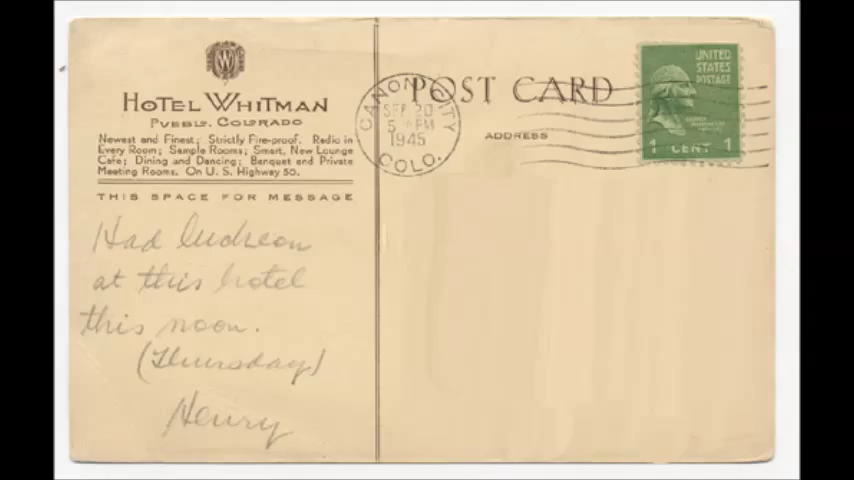 W
HOTEL WHITMAN
PUEBLO, COLORADO
Newest and Finest; Strictly Fire-proof. Radio in
Every Room; Sample Rooms; Smart, New Lounge
Cafe; Dining and Dancing; Banquet and Private
Meeting Rooms. On U. S. Highway 50.
THIS SPACE FOR MESSAGE
Had luncheon
at this hotel
this noon.
(Thursday)
Henry
POST CARD
ADDRESS
CANON CITY
SEP 20
5 PM
1945
COLO.
UNITED
STATES
POSTAGE
1 CENT 1